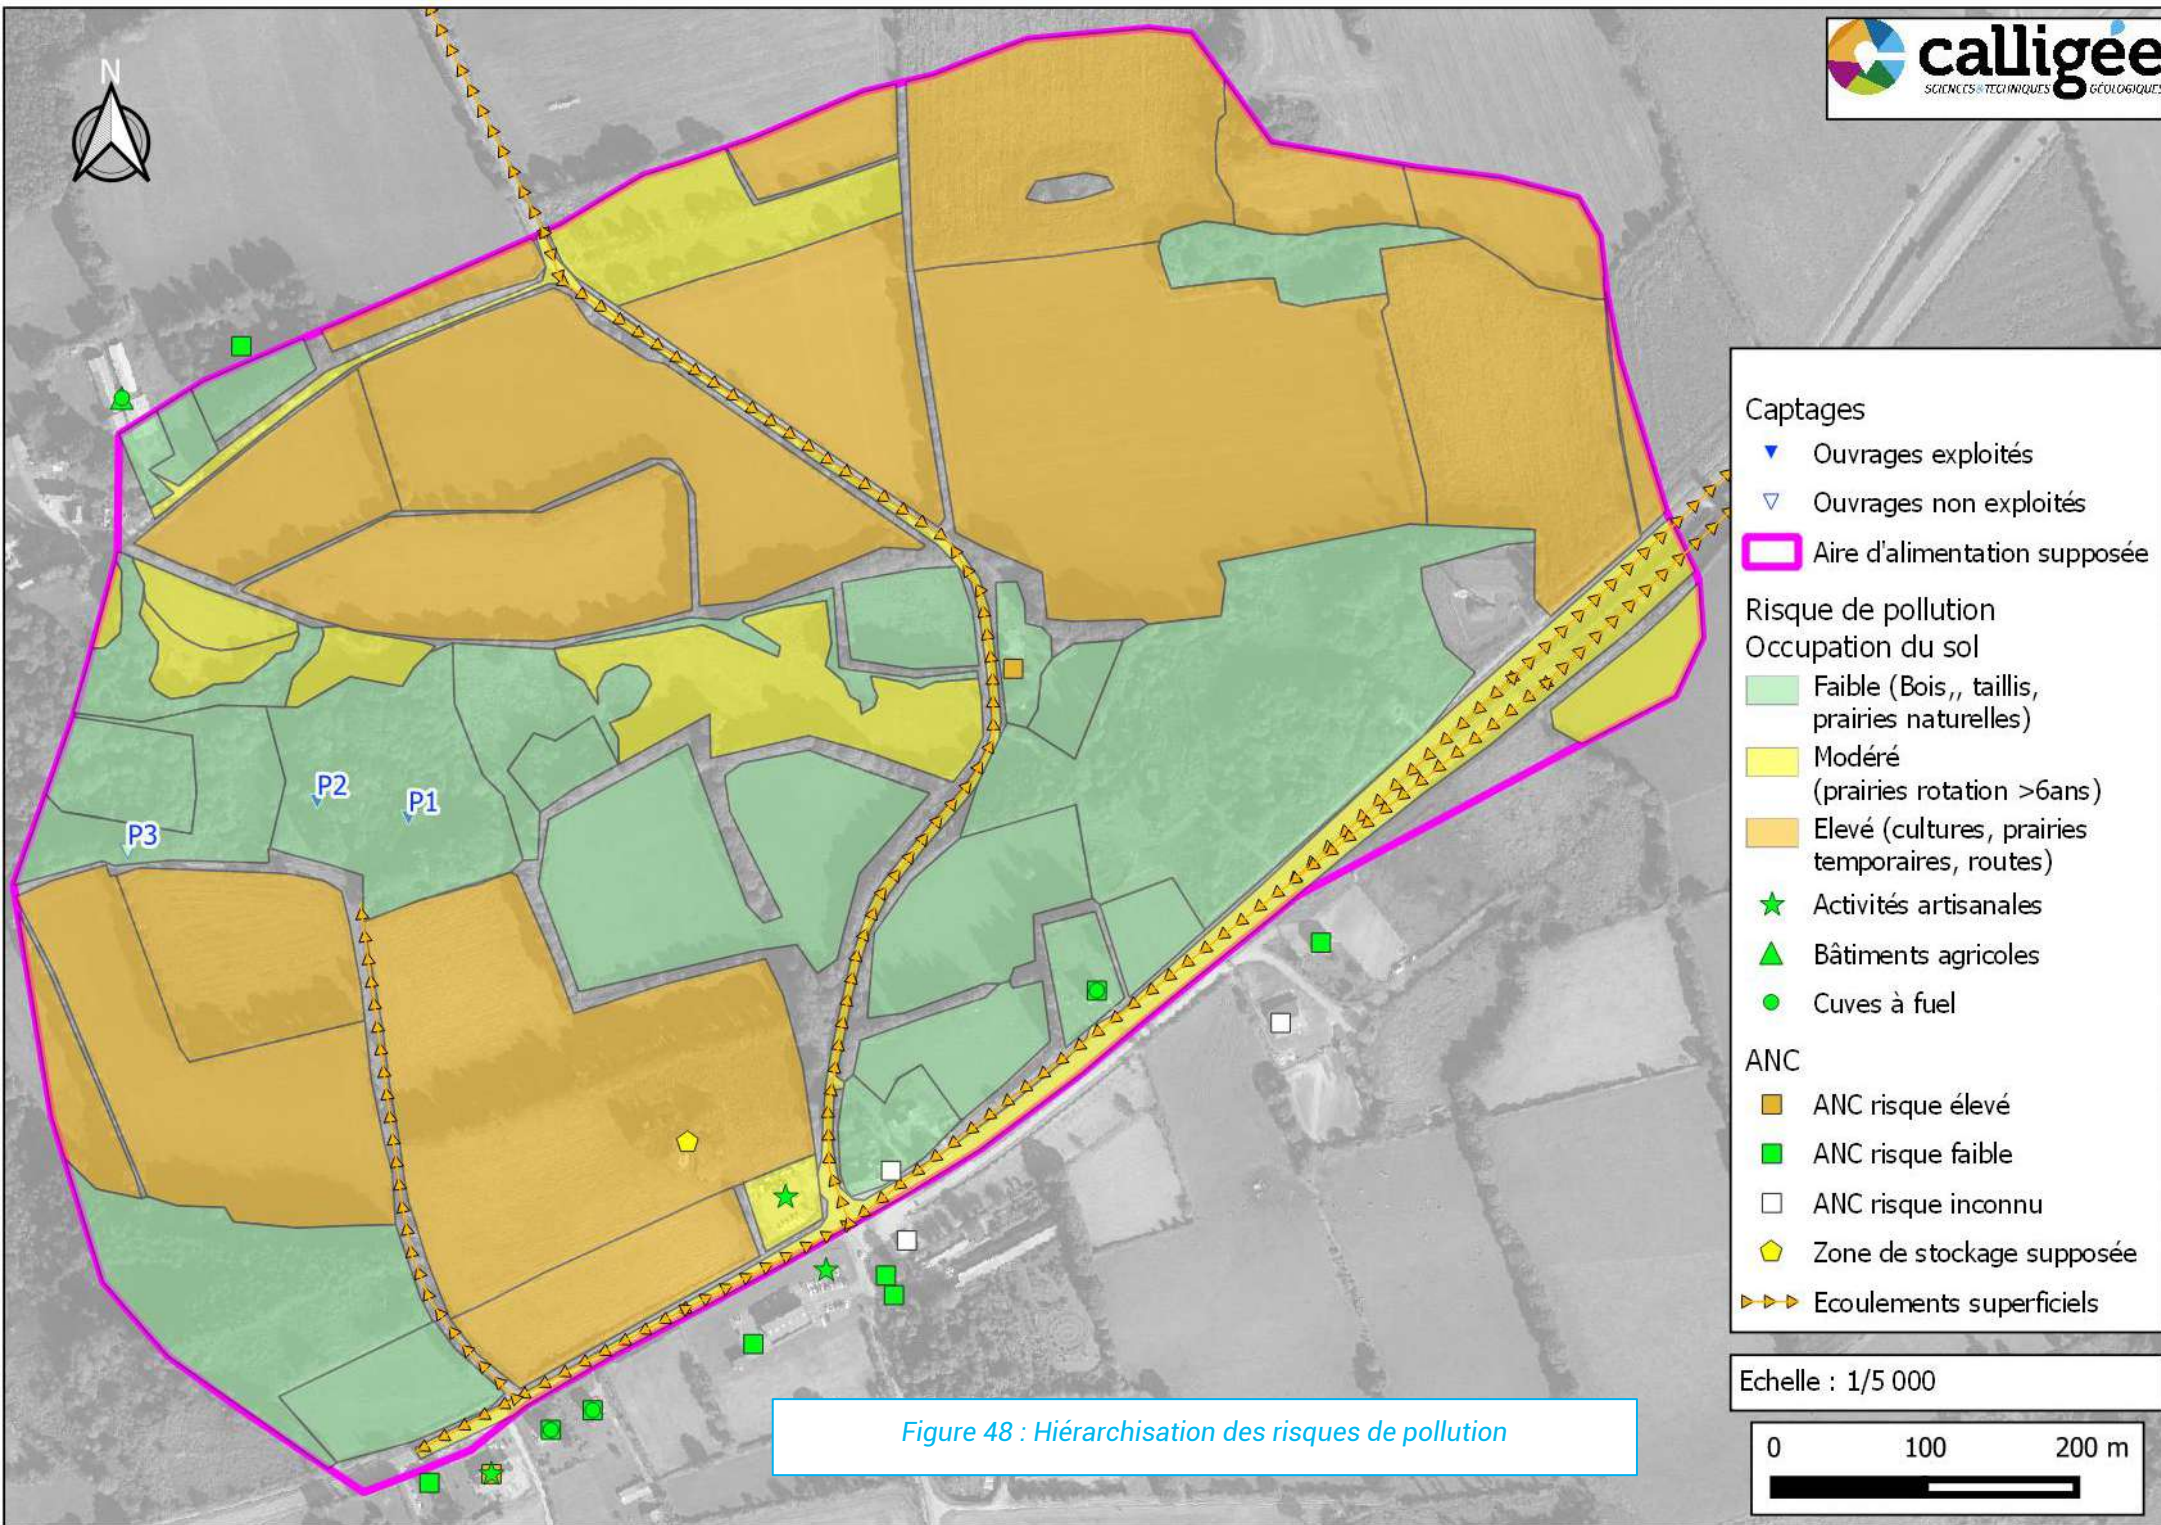 N
calligée
SCIENCES & TECHNIQUES GÉOLOGIQUES
P2
P1
P3
Captages
Ouvrages exploités
Ouvrages non exploités
Aire d'alimentation supposée
Risque de pollution
Occupation du sol
Faible (Bois,, taillis,
prairies naturelles)
Modéré
(prairies rotation >6ans)
Elevé (cultures, prairies
temporaires, routes)
Activités artisanales
Bâtiments agricoles
Cuves à fuel
ANC
ANC risque élevé
ANC risque faible
ANC risque inconnu
Zone de stockage supposée
Ecoulements superficiels
Echelle : 1/5 000
0 100 200 m
Figure 48 : Hiérarchisation des risques de pollution